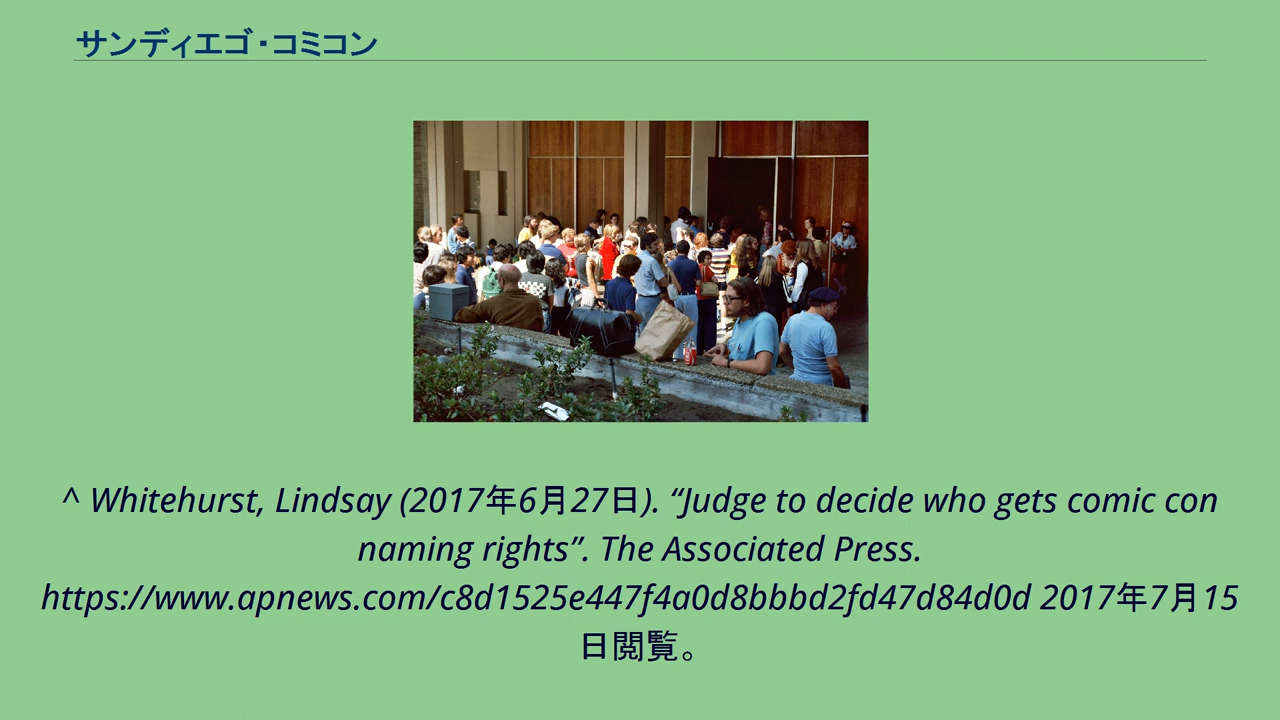 サンディエゴ・コミコン
^ Whitehurst, Lindsay (2017年6月27日). “Judge to decide who gets comic con
naming rights”. The Associated Press.
https://www.apnews.com/c8d1525e447f4a0d8bbbd2fd47d84d0d 2017年7月15
日閲覧。